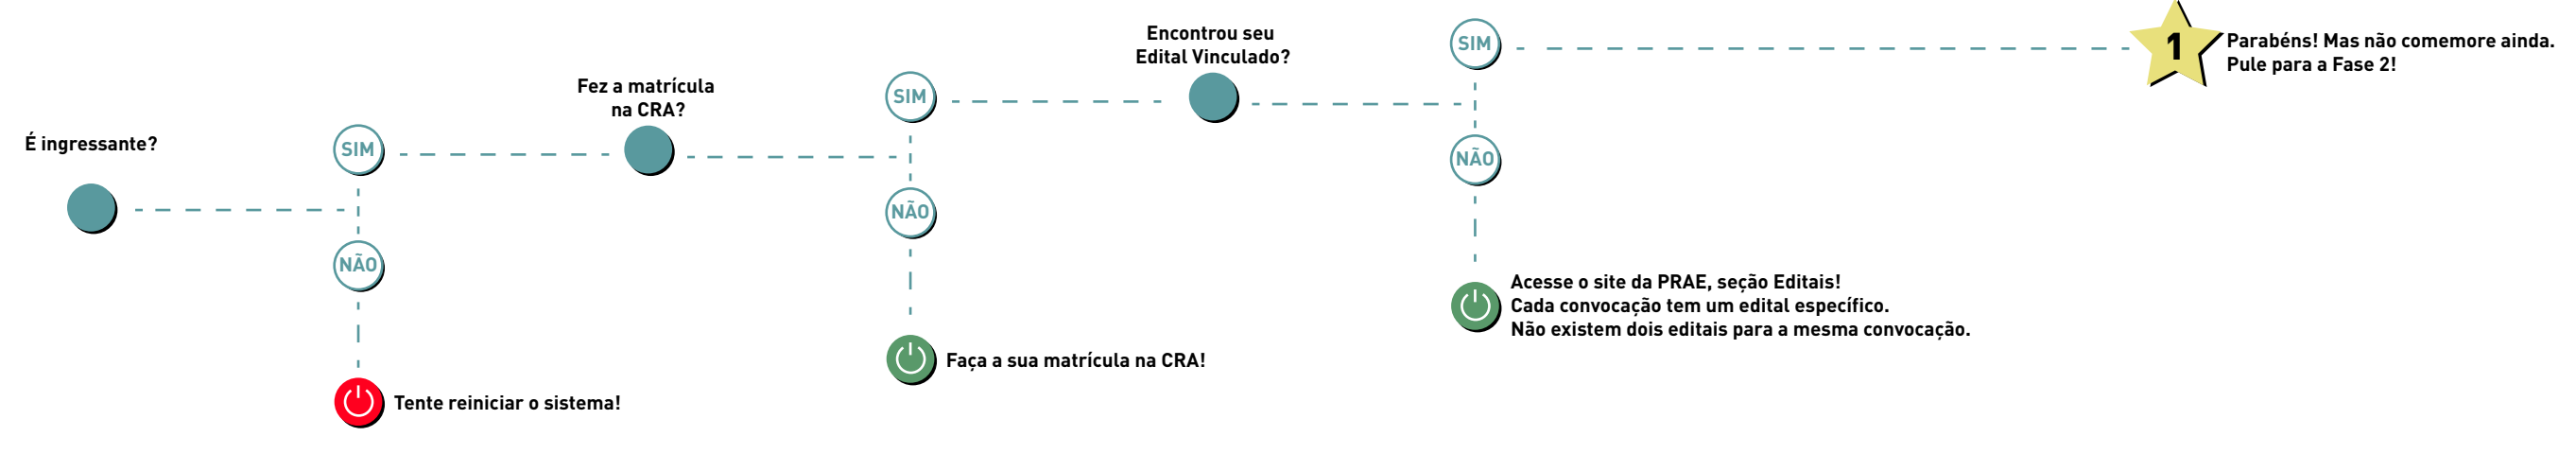 É ingressante?
SIM
NÃO
Tente reiniciar o sistema!
Fez a matrícula
na CRA?
SIM
NÃO
Faça a sua matrícula na CRA!
Encontrou seu
Edital Vinculado?
SIM
NÃO
Acesse o site da PRAE, seção Editais!
Cada convocação tem um edital específico.
Não existem dois editais para a mesma convocação.
1
Parabéns! Mas não comemore ainda.
Pule para a Fase 2!